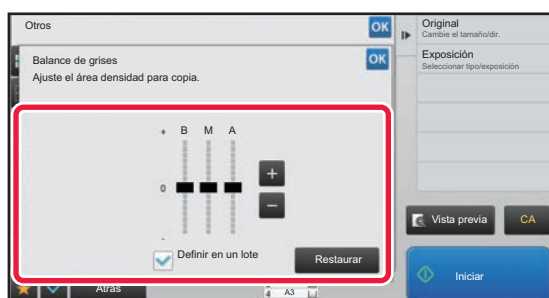 Otros
OK
Balance de grises
OK
Ajuste el área densidad para copia.
+ B M A
+
0
−
-
Definir en un lote
Restaurar
Atrás
4 A3
Original
Cambie el tamaño/dir.
Exposición
Seleccionar tipo/exposición
Vista previa
CA
Iniciar